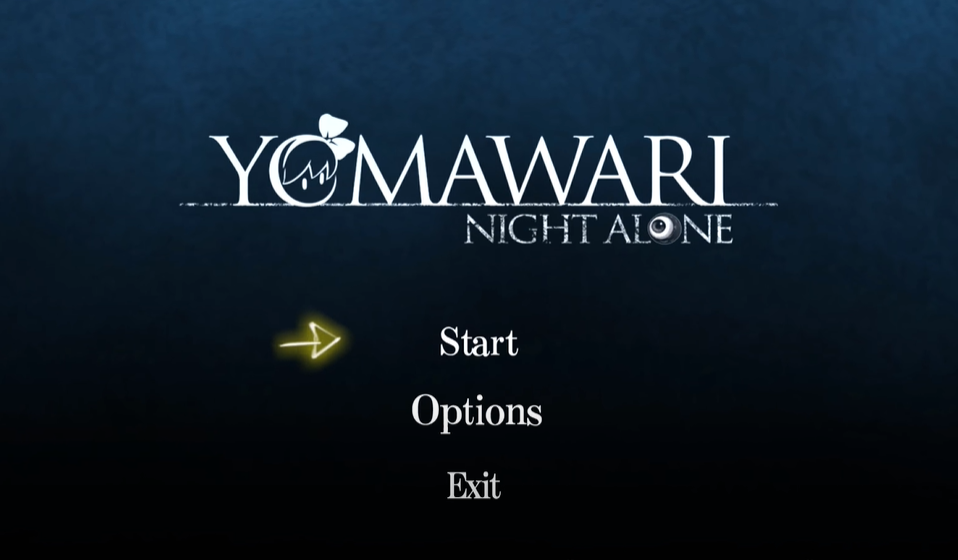 YOMAWARI
NIGHT ALONE
Start
Options
Exit